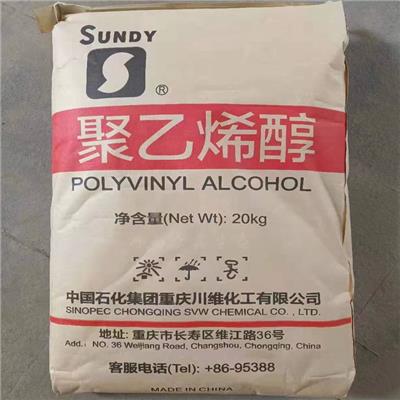 SUNDY
S
®
聚乙烯醇
POLYVINYL ALCOHOL
净含量(Net Wt): 20kg
中国石化集团重庆川维化工有限公司
SINOPEC CHONGQING SVW CHEMICAL CO. , LTD.
地址: 重庆市长寿区维江路36号
Add.: NO. 36 Weijiang Road, Changshou, Chongqing, China
客服电话(Tel): +86-95388
MADE IN CHINA